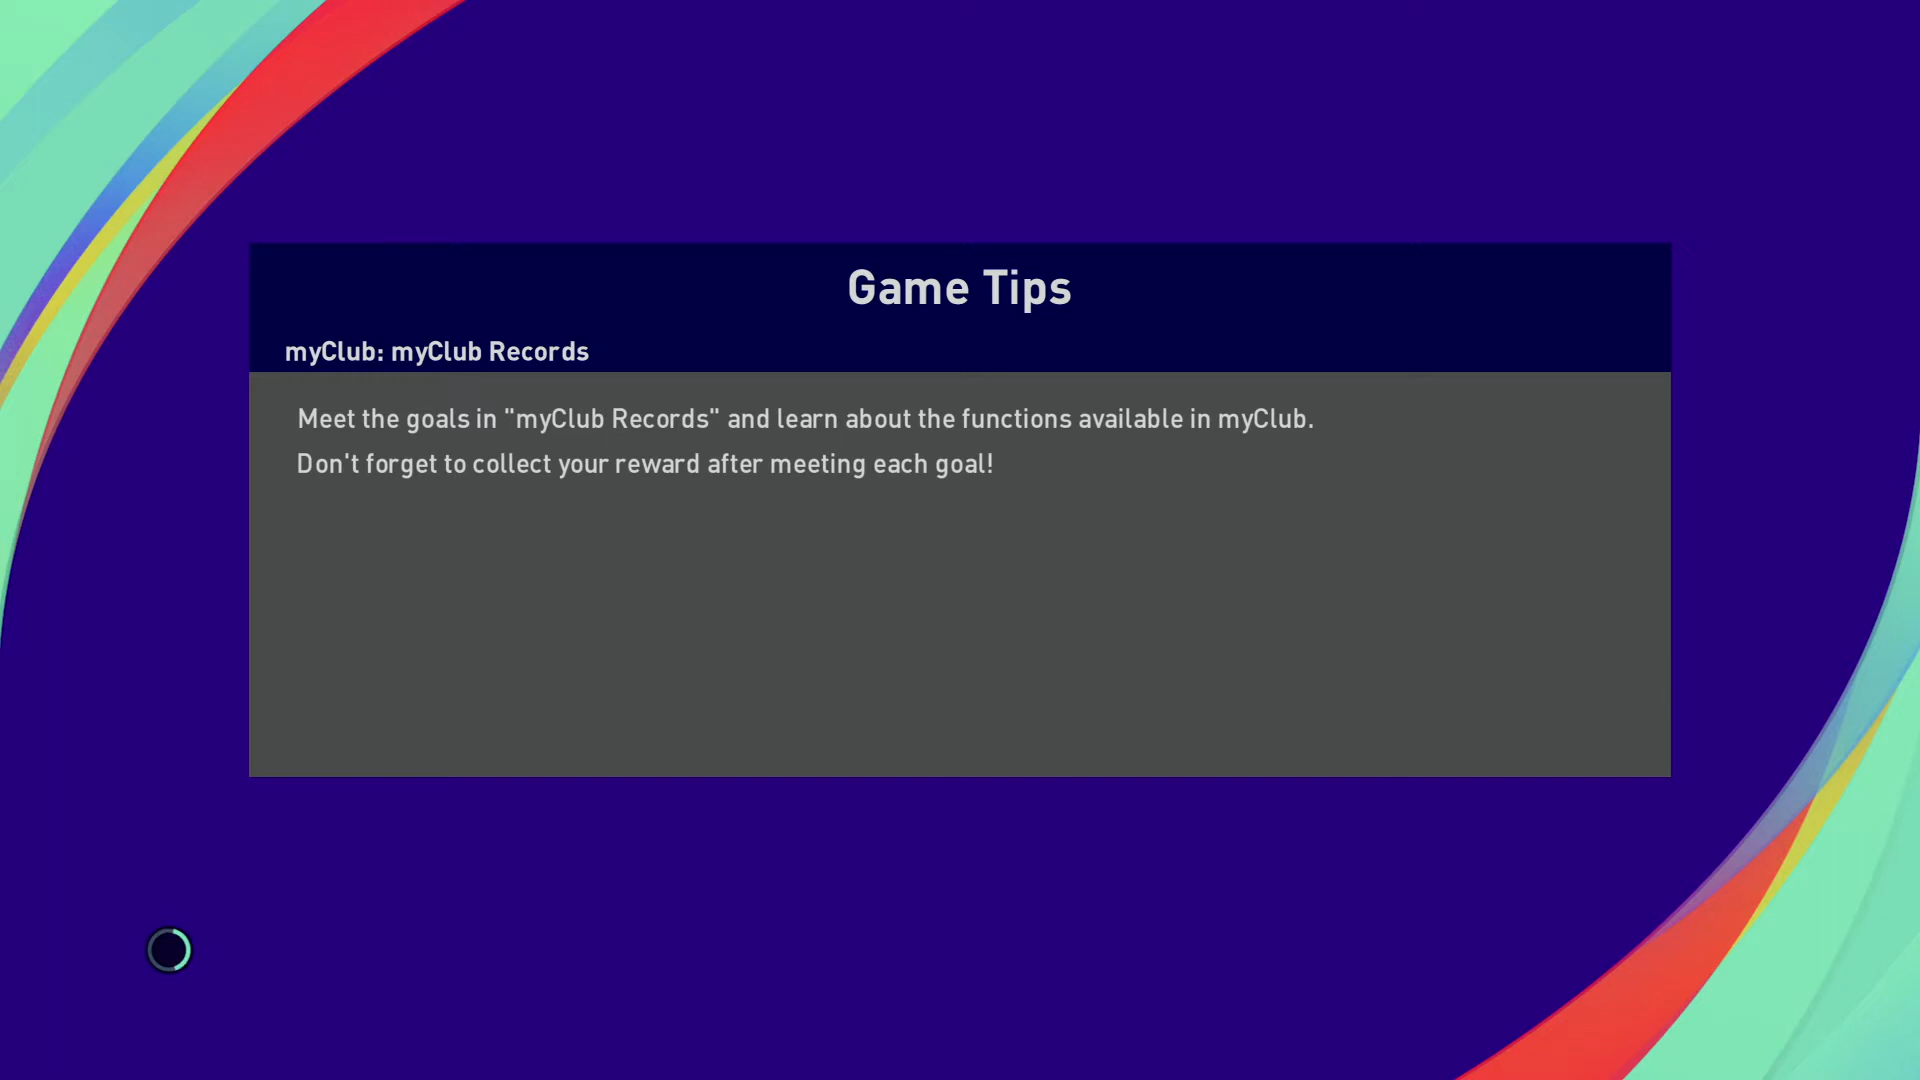 Game Tips
myClub: myClub Records
Meet the goals in "myClub Records" and learn about the functions available in myClub.
Don't forget to collect your reward after meeting each goal!